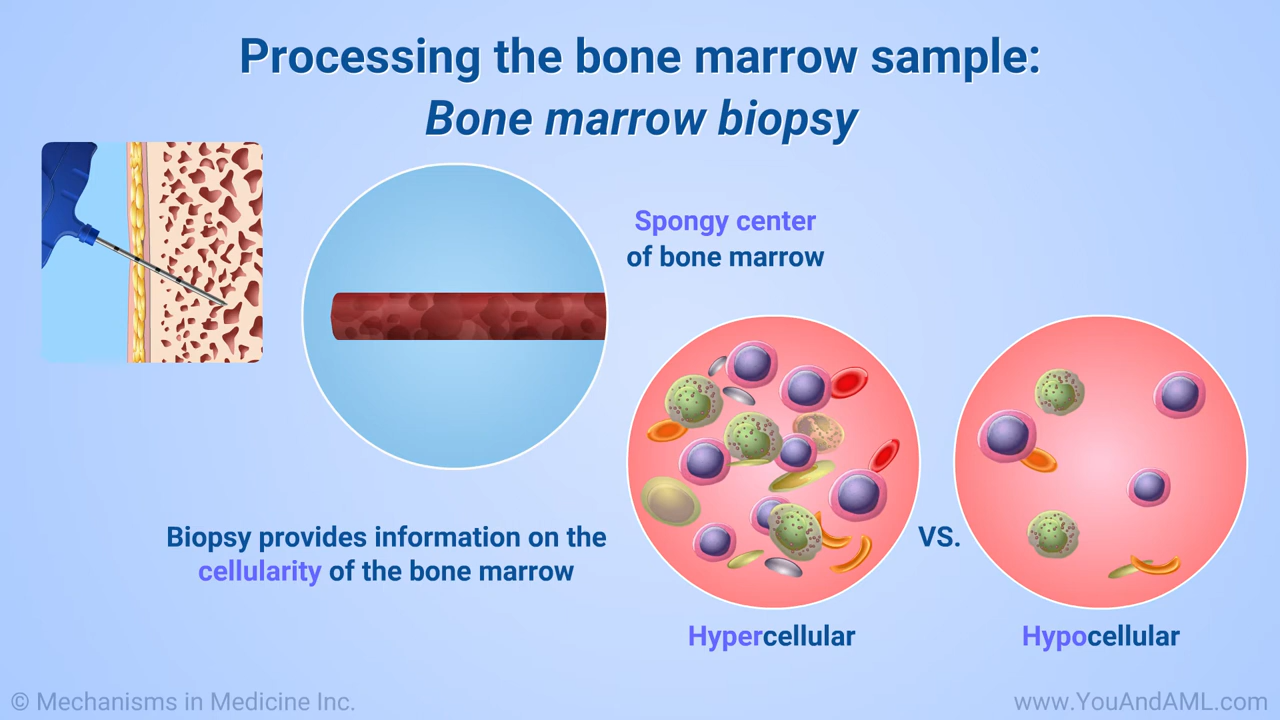 Processing the bone marrow sample:
Bone marrow biopsy
Spongy center
of bone marrow
Biopsy provides information on the
cellularity of the bone marrow
VS.
Hypercellular
Hypocellular
© Mechanisms in Medicine Inc.
www.YouAndAML.com